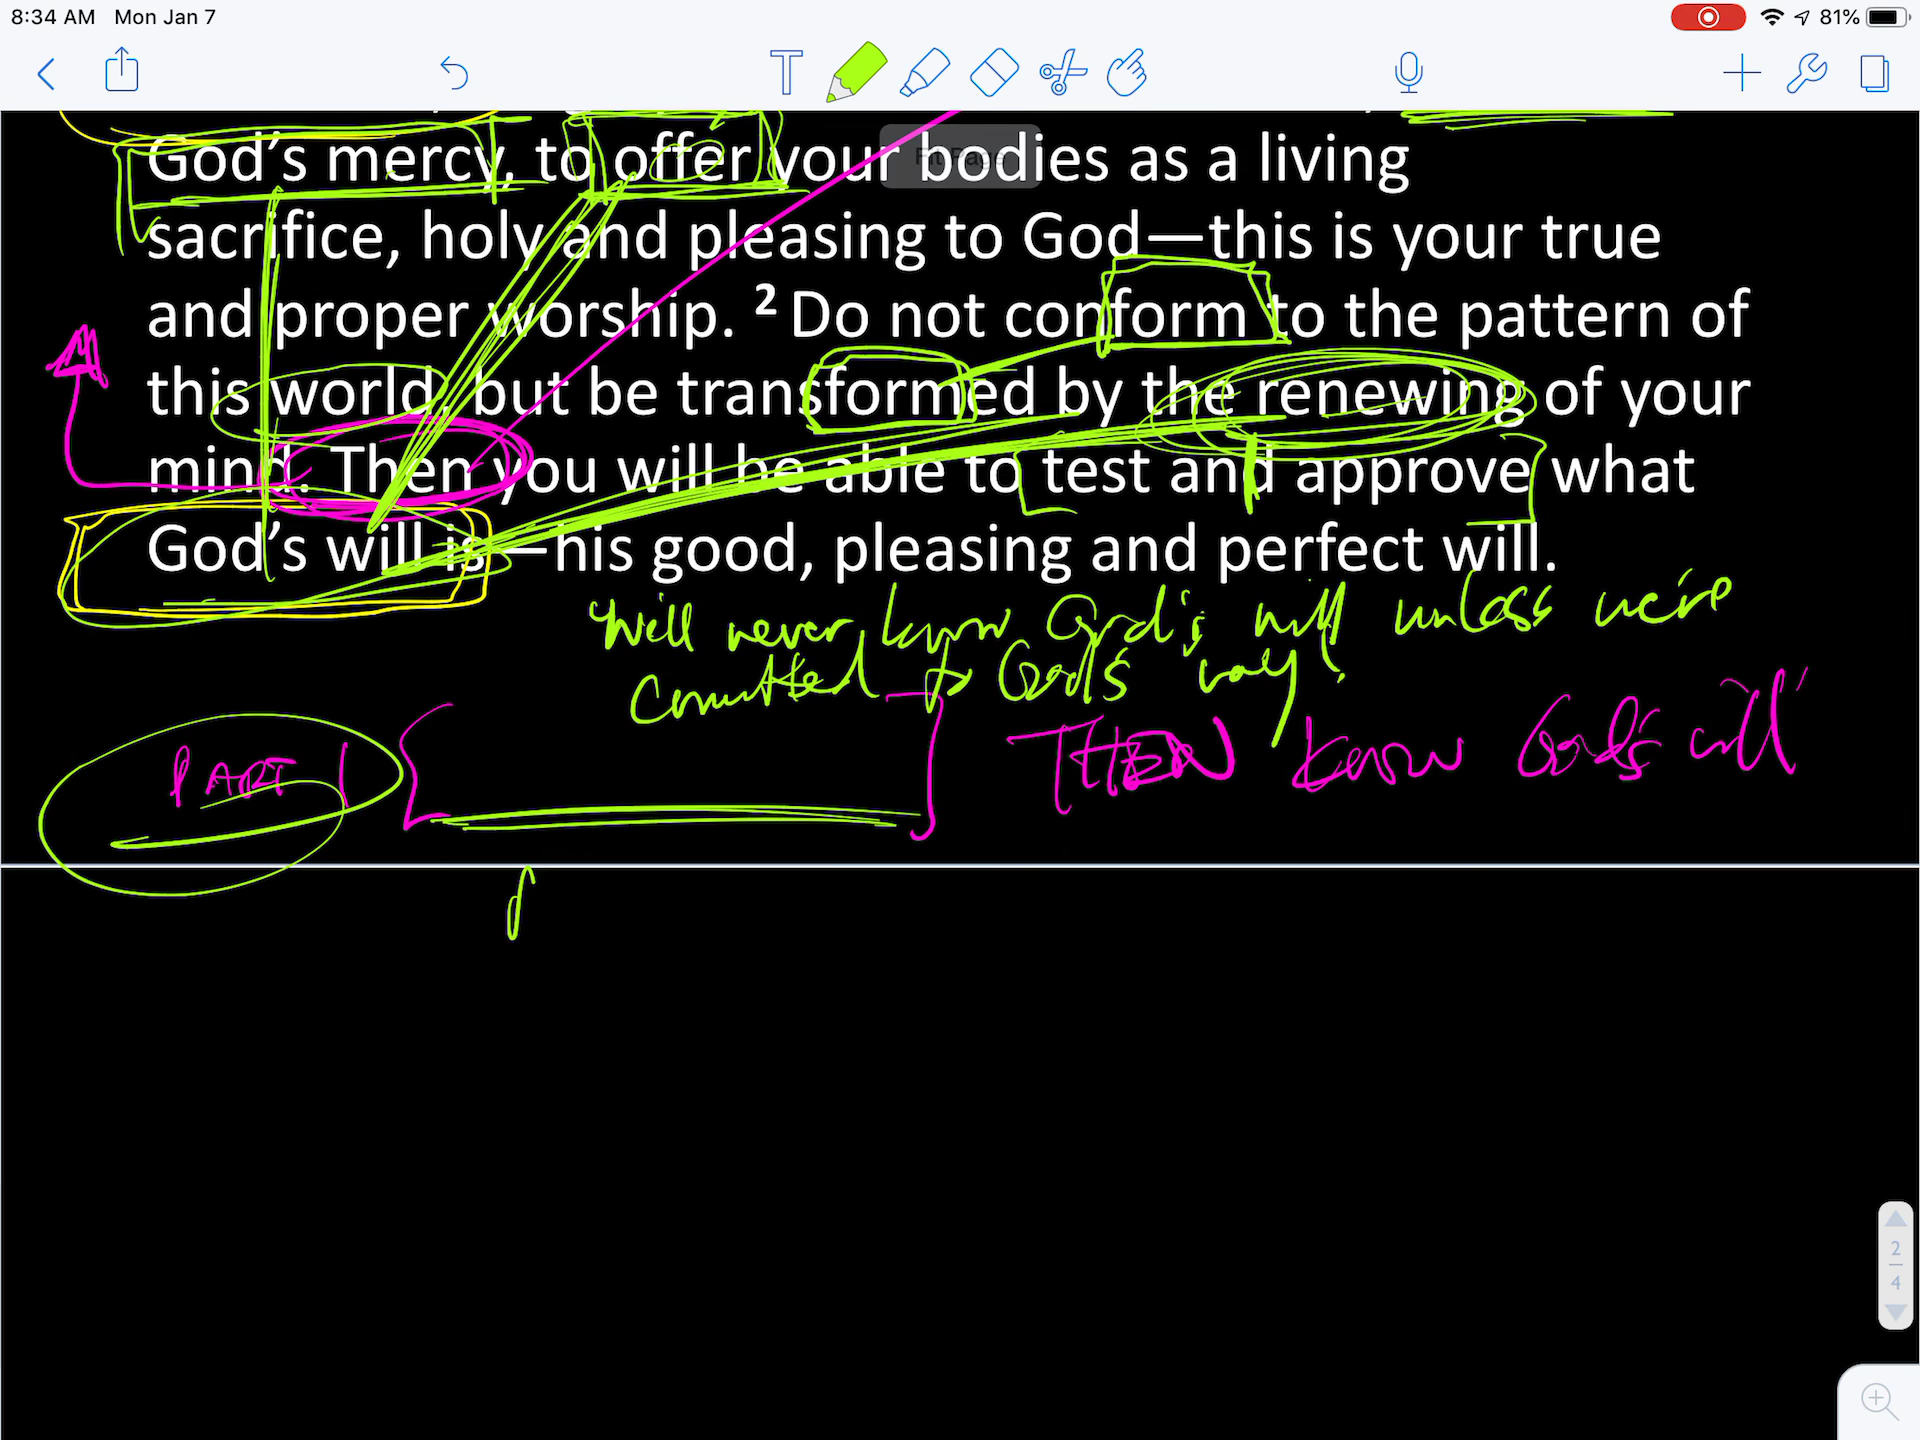 8:34 AM Mon Jan 7
81%
T
God’s mercy, to offer your bodies as a living
sacrifice, holy and pleasing to God—this is your true
and proper worship. ² Do not conform to the pattern of
this world, but be transformed by the renewing of your
mind. Then you will be able to test and approve what
God’s will is—his good, pleasing and perfect will.
Will never know God's will unless we're
committed to God's way!
PART 1
THEN know God's will
2
4